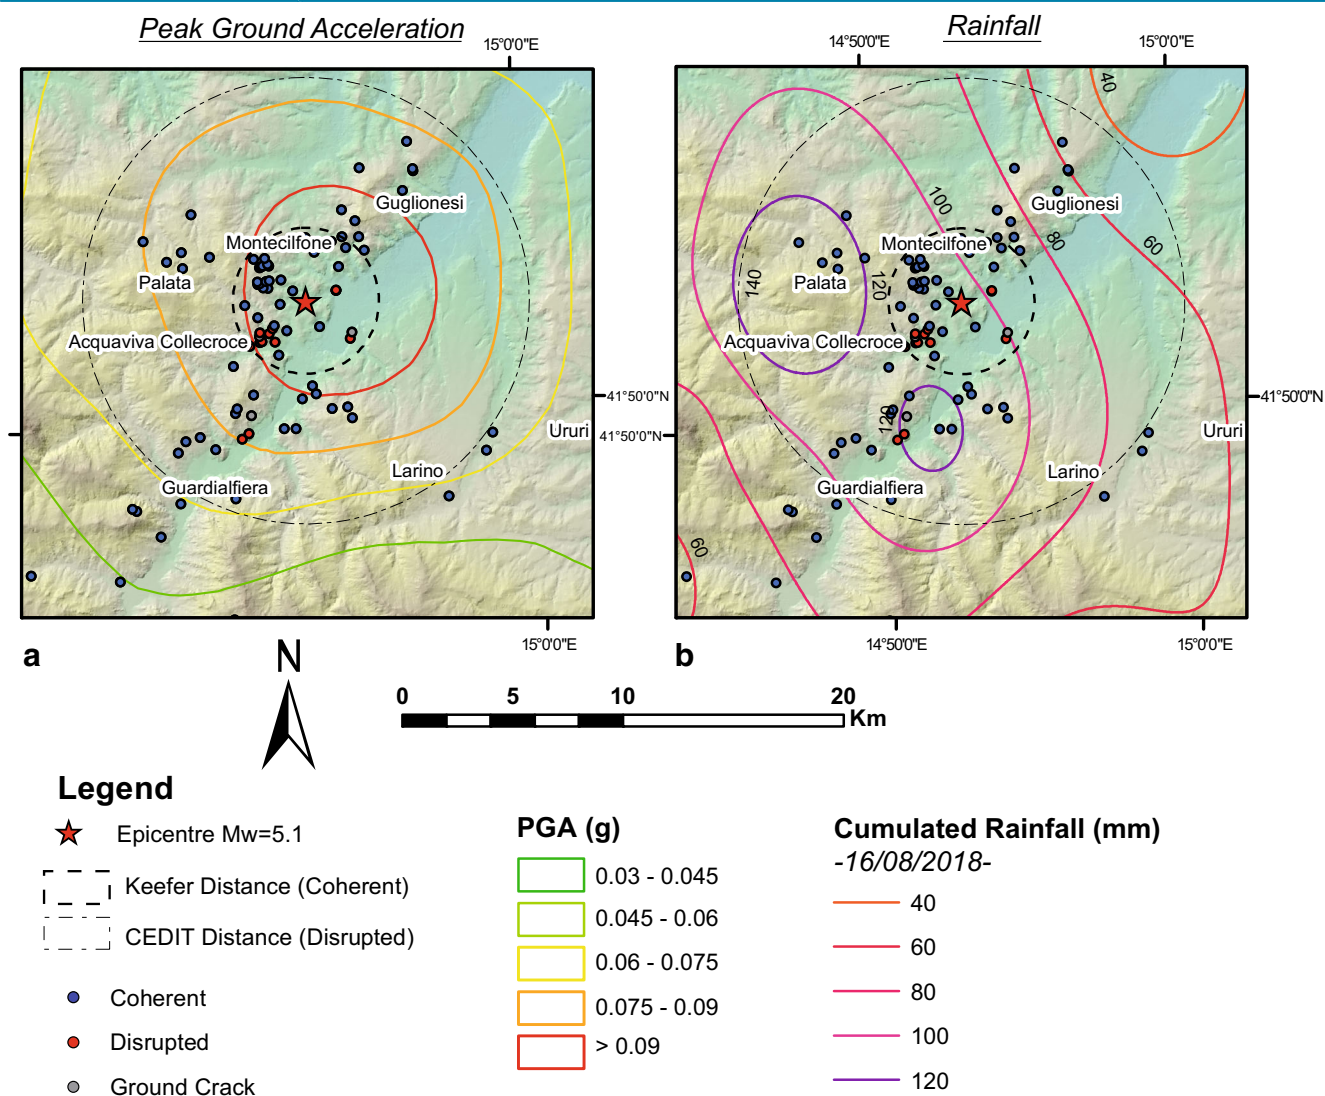 Peak Ground Acceleration
Rainfall
15°0'0"E
14°50'0"E
15°0'0"E
Guglionesi
Montecilfone
Palata
Acquaviva Collecroce
41°50'0"N
Ururi
Larino
Guardialfiera
15°0'0"E
a
40
100
Guglionesi
Montecilfone
80
60
140
Palata
120
Acquaviva Collecroce
41°50'0"N
120
41°50'0"N
Ururi
Larino
Guardialfiera
60
14°50'0"E
15°0'0"E
b
N
0 5 10 20
Km
Legend
Epicentre Mw=5.1
Keefer Distance (Coherent)
CEDIT Distance (Disrupted)
Coherent
Disrupted
Ground Crack
PGA (g)
0.03 - 0.045
0.045 - 0.06
0.06 - 0.075
0.075 - 0.09
> 0.09
Cumulated Rainfall (mm)
-16/08/2018-
40
60
80
100
120